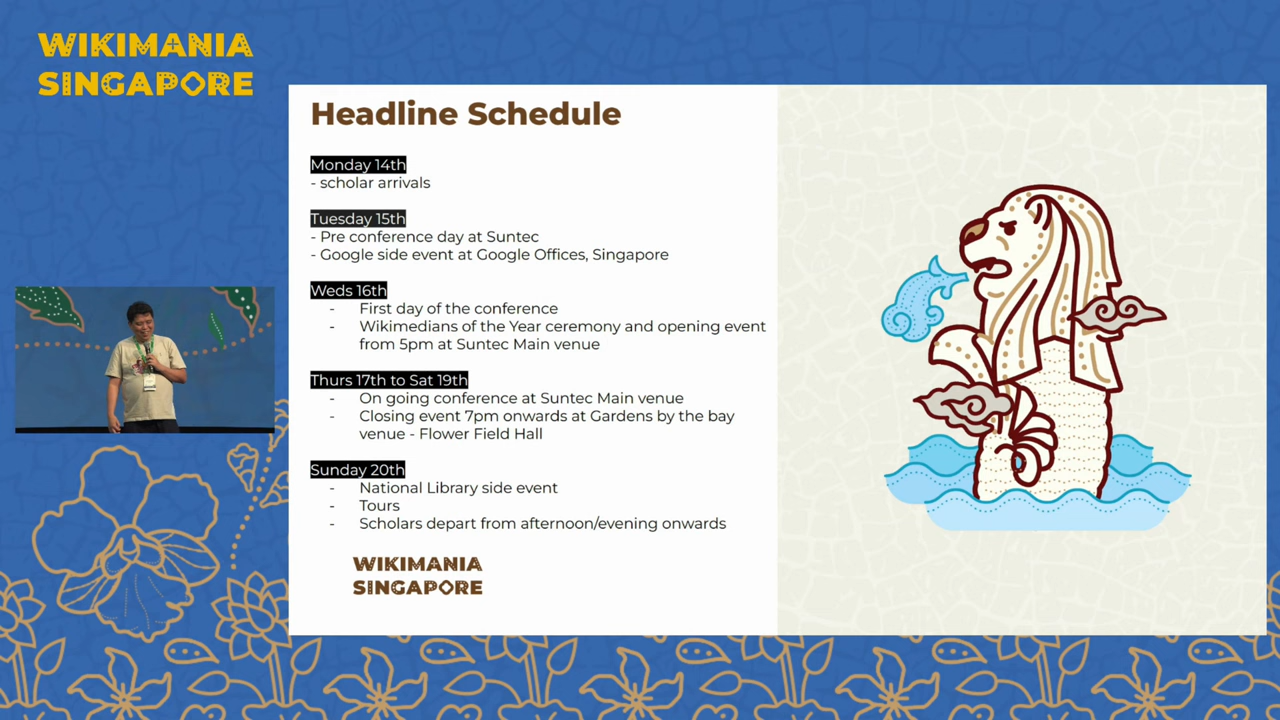 WIKIMANIA
SINGAPORE
Headline Schedule
Monday 14th
- scholar arrivals
Tuesday 15th
- Pre conference day at Suntec
- Google side event at Google Offices, Singapore
Weds 16th
- First day of the conference
- Wikimedians of the Year ceremony and opening event
from 5pm at Suntec Main venue
Thurs 17th to Sat 19th
- On going conference at Suntec Main venue
- Closing event 7pm onwards at Gardens by the bay
venue - Flower Field Hall
Sunday 20th
- National Library side event
- Tours
- Scholars depart from afternoon/evening onwards
WIKIMANIA
SINGAPORE